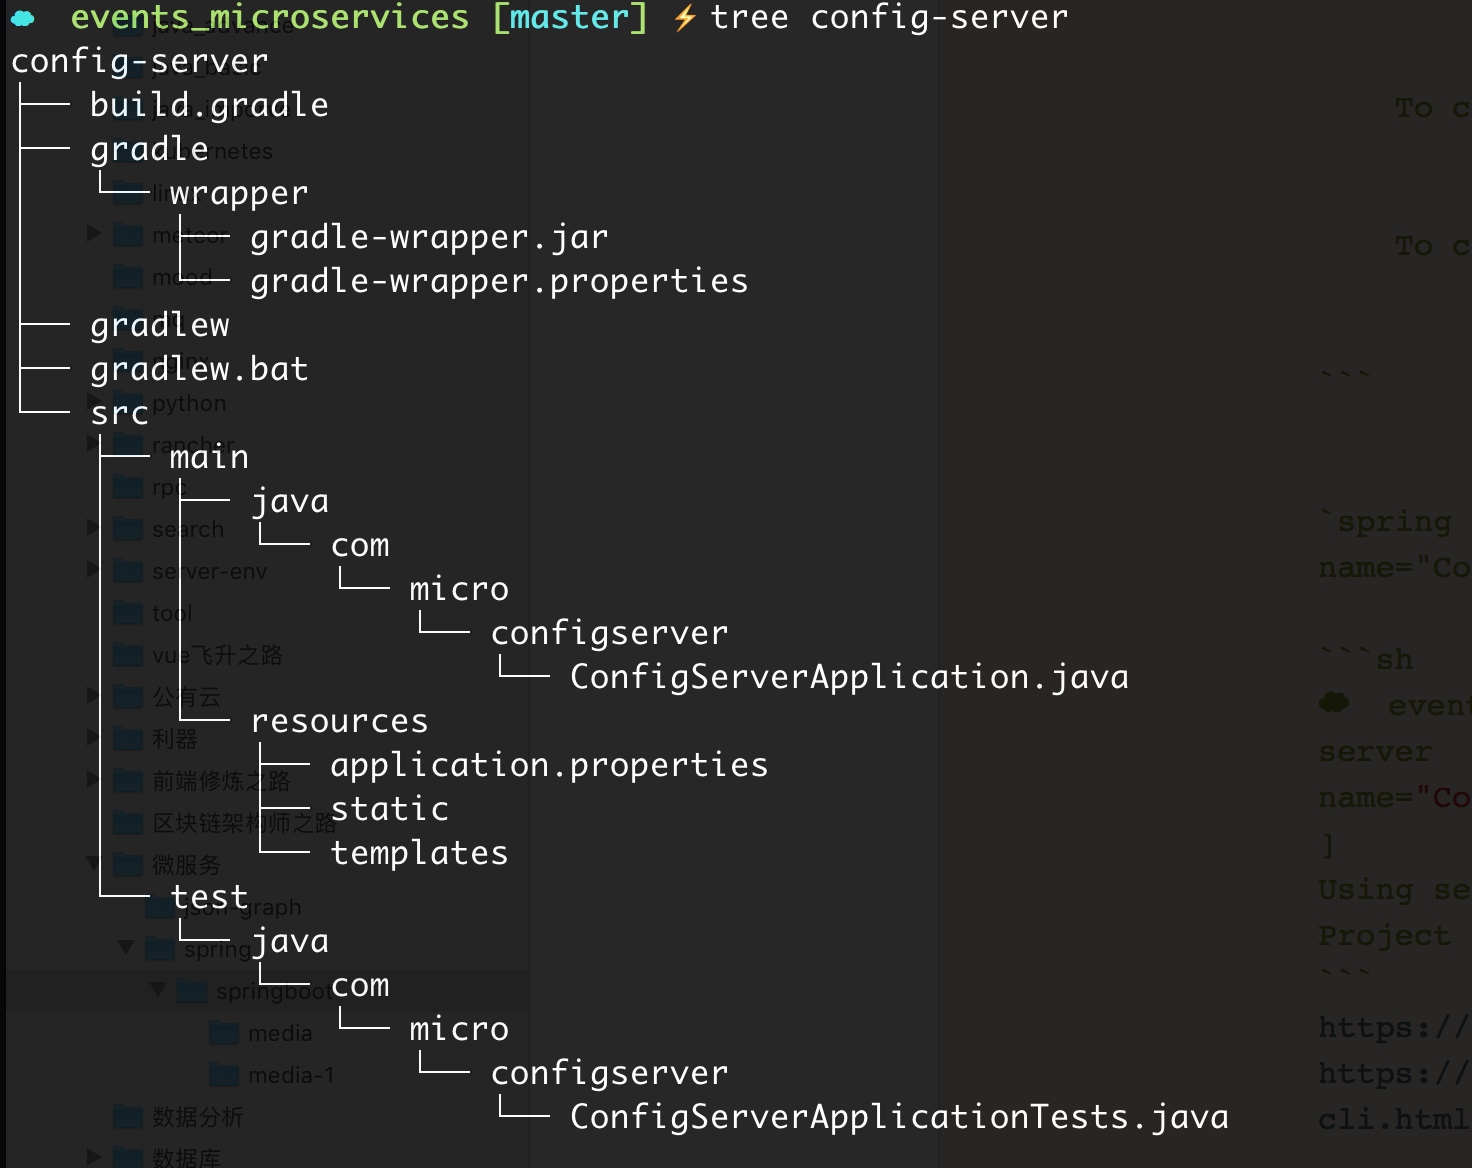 events_microservices [master] ⚡ tree config-server
config-server
├── build.gradle
├── gradle
│   └── wrapper
│       ├── gradle-wrapper.jar
│       └── gradle-wrapper.properties
├── gradlew
├── gradlew.bat
└── src
    ├── main
    │   ├── java
    │   │   └── com
    │   │       └── micro
    │   │           └── configserver
    │   │               └── ConfigServerApplication.java
    │   └── resources
    │       ├── application.properties
    │       ├── static
    │       └── templates
    └── test
        └── java
            └── com
                └── micro
                    └── configserver
                        └── ConfigServerApplicationTests.java
java_advance
kubernetes
meteor
mood
nginx
python
rancher
rpc
search
server-env
tool
vue飞升之路
公有云
利器
前端修炼之路
区块链架构师之路
微服务
json-graph
spring
springboot
media
media-1
数据分析
数据库
To c
To c
```
`spring
name="Co
```sh
event
server
name="Co
]
Using se
Project
```
https://
https://
cli.html